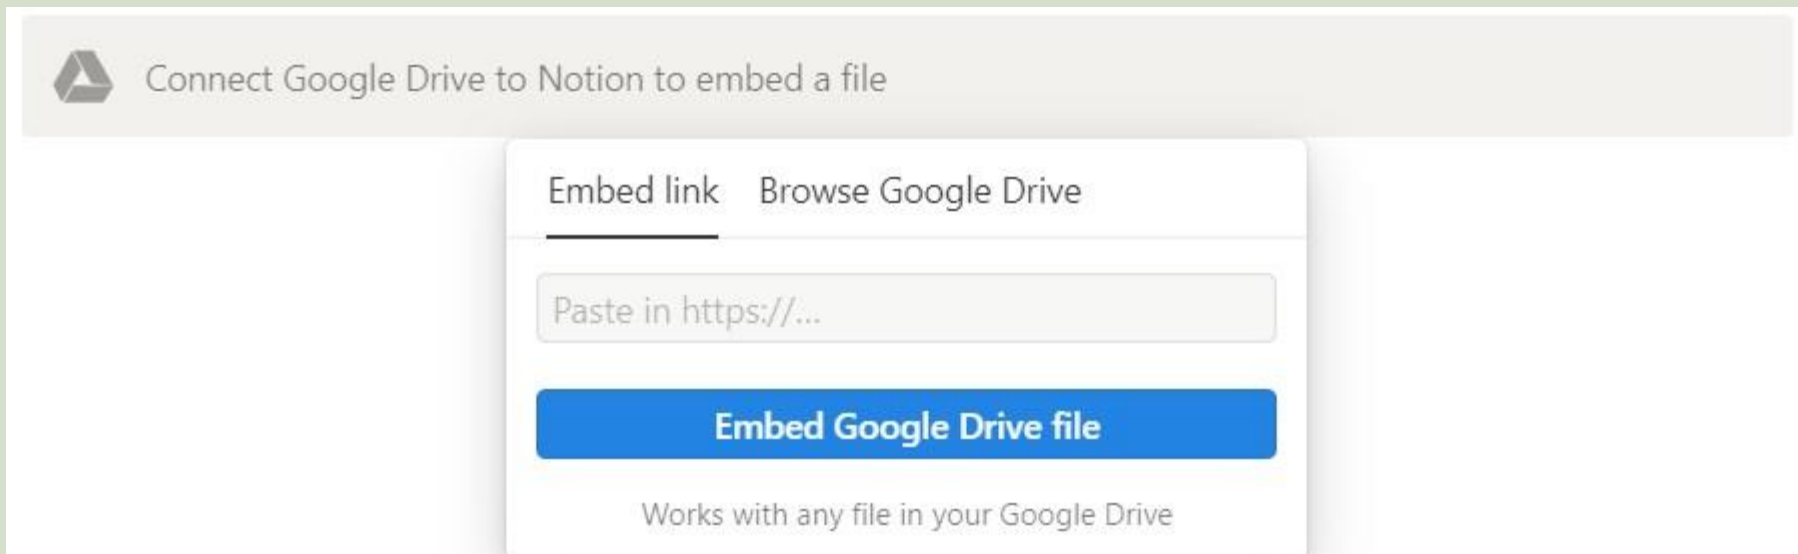 Connect Google Drive to Notion to embed a file
Embed link Browse Google Drive
Paste in https://...
Embed Google Drive file
Works with any file in your Google Drive